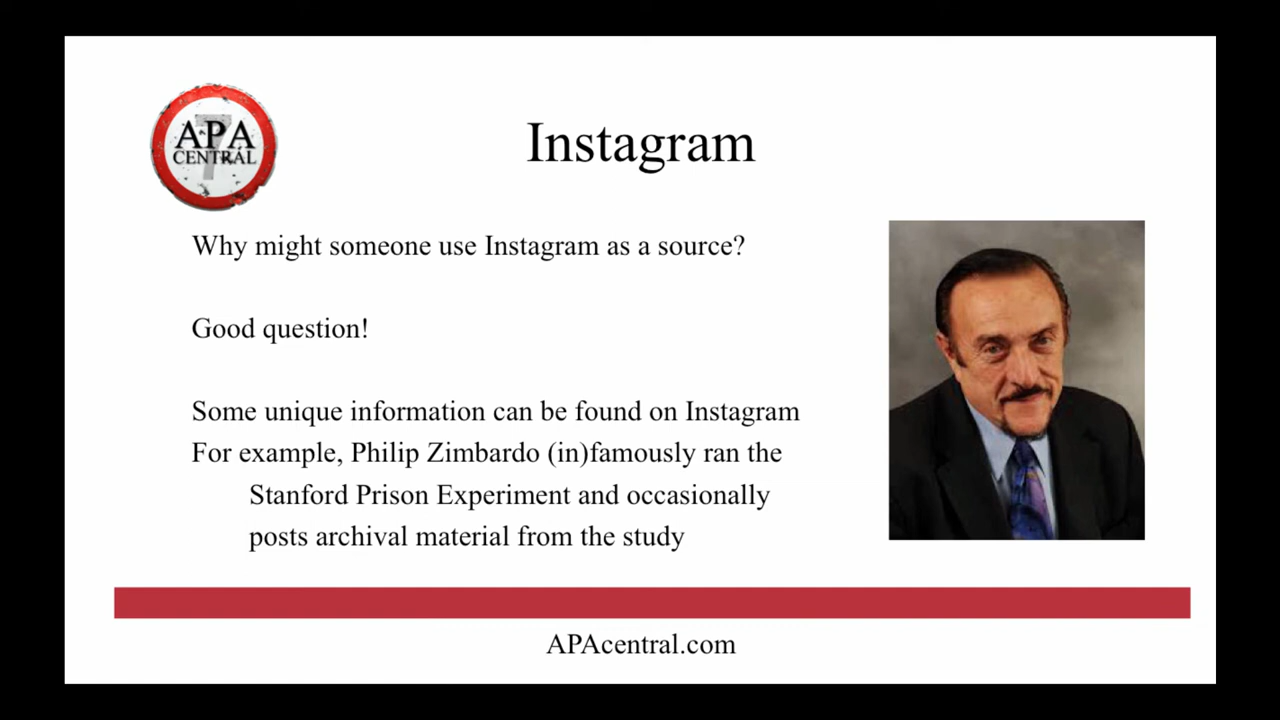 7
APA
CENTRAL
Instagram
Why might someone use Instagram as a source?
Good question!
Some unique information can be found on Instagram
For example, Philip Zimbardo (in)famously ran the
Stanford Prison Experiment and occasionally
posts archival material from the study
APAcentral.com